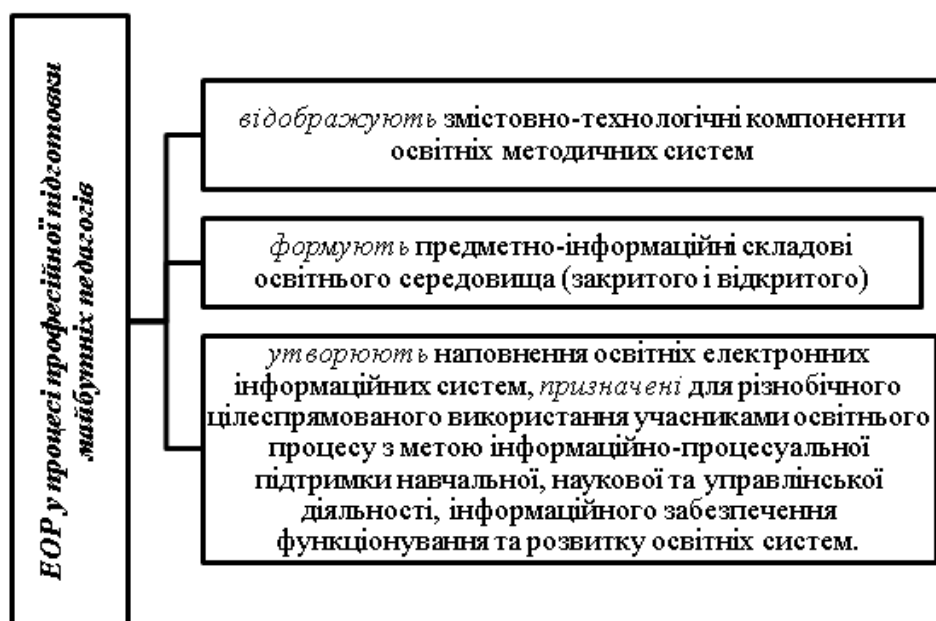 ЕОР у процесі професійної підготовки
майбутніх педагогів
відображують змістовно-технологічні компоненти
освітніх методичних систем
формують предметно-інформаційні складові
освітнього середовища (закритого і відкритого)
утворюють наповнення освітніх електронних
інформаційних систем, призначені для різнобічного
цілеспрямованого використання учасниками освітнього
процесу з метою інформаційно-процесуальної
підтримки навчальної, наукової та управлінської
діяльності, інформаційного забезпечення
функціонування та розвитку освітніх систем.